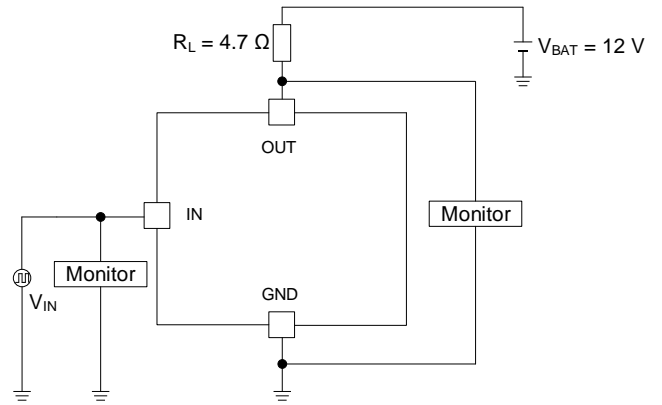 R_L = 4.7 Ω
V_BAT = 12 V
OUT
IN
Monitor
Monitor
V_IN
GND